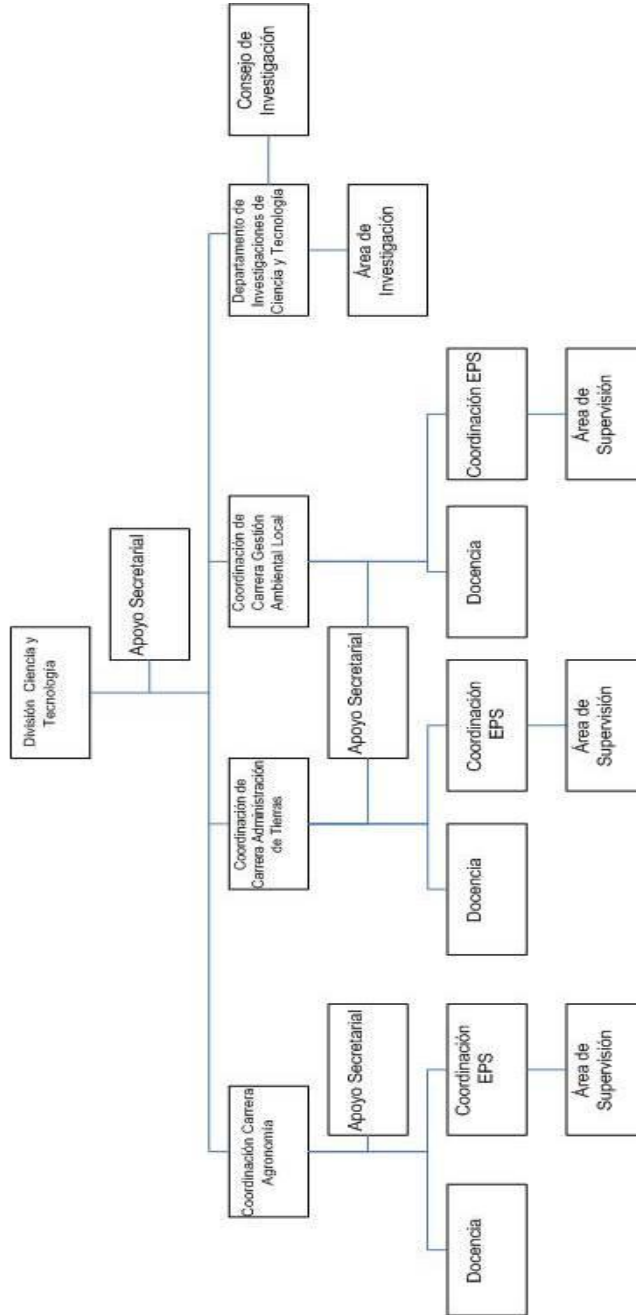 División Ciencia y
Tecnología
Apoyo Secretarial
Coordinación Carrera
Agronomía
Coordinación de
Carrera Administración
de Tierras
Coordinación de
Carrera Gestión
Ambiental Local
Departamento de
Investigaciones de
Ciencia y Tecnología
Consejo de
Investigación
Apoyo Secretarial
Apoyo Secretarial
Área de
Investigación
Docencia
Coordinación
EPS
Docencia
Coordinación
EPS
Docencia
Coordinación EPS
Área de
Supervisión
Área de
Supervisión
Área de
Supervisión